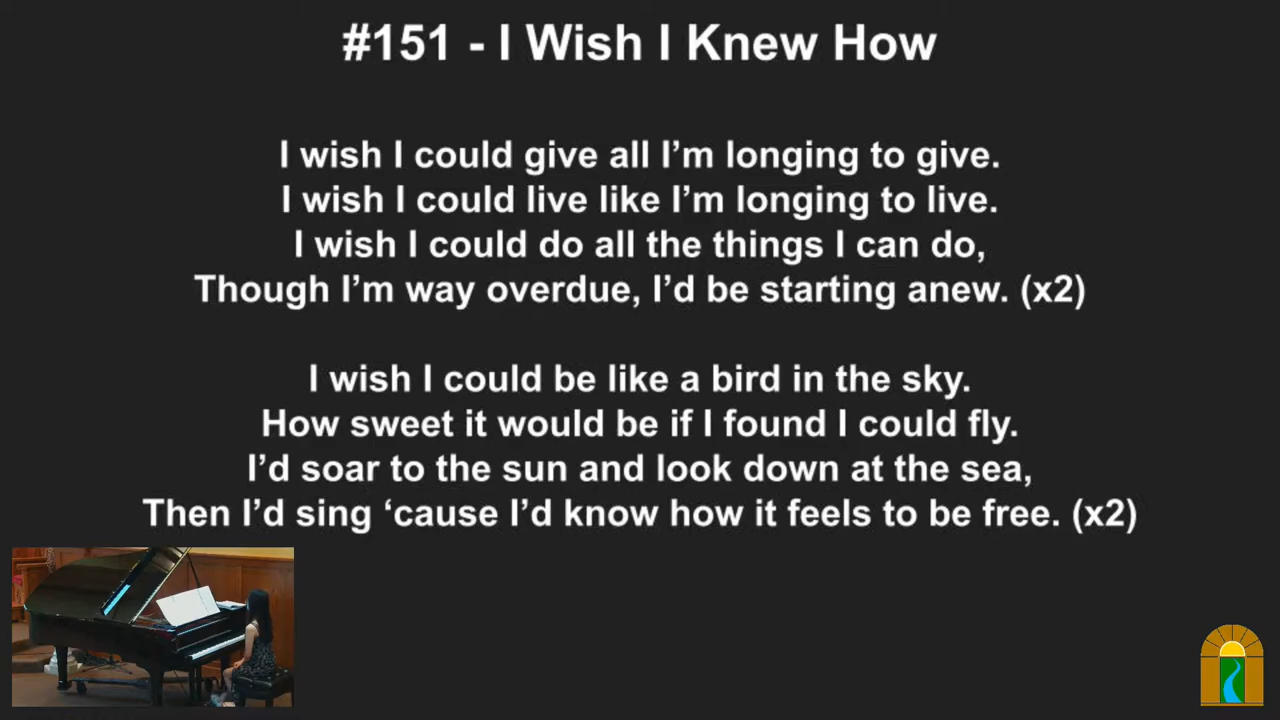 #151 - I Wish I Knew How
I wish I could give all I’m longing to give.
I wish I could live like I’m longing to live.
I wish I could do all the things I can do,
Though I’m way overdue, I’d be starting anew. (x2)
I wish I could be like a bird in the sky.
How sweet it would be if I found I could fly.
I’d soar to the sun and look down at the sea,
Then I’d sing ‘cause I’d know how it feels to be free. (x2)